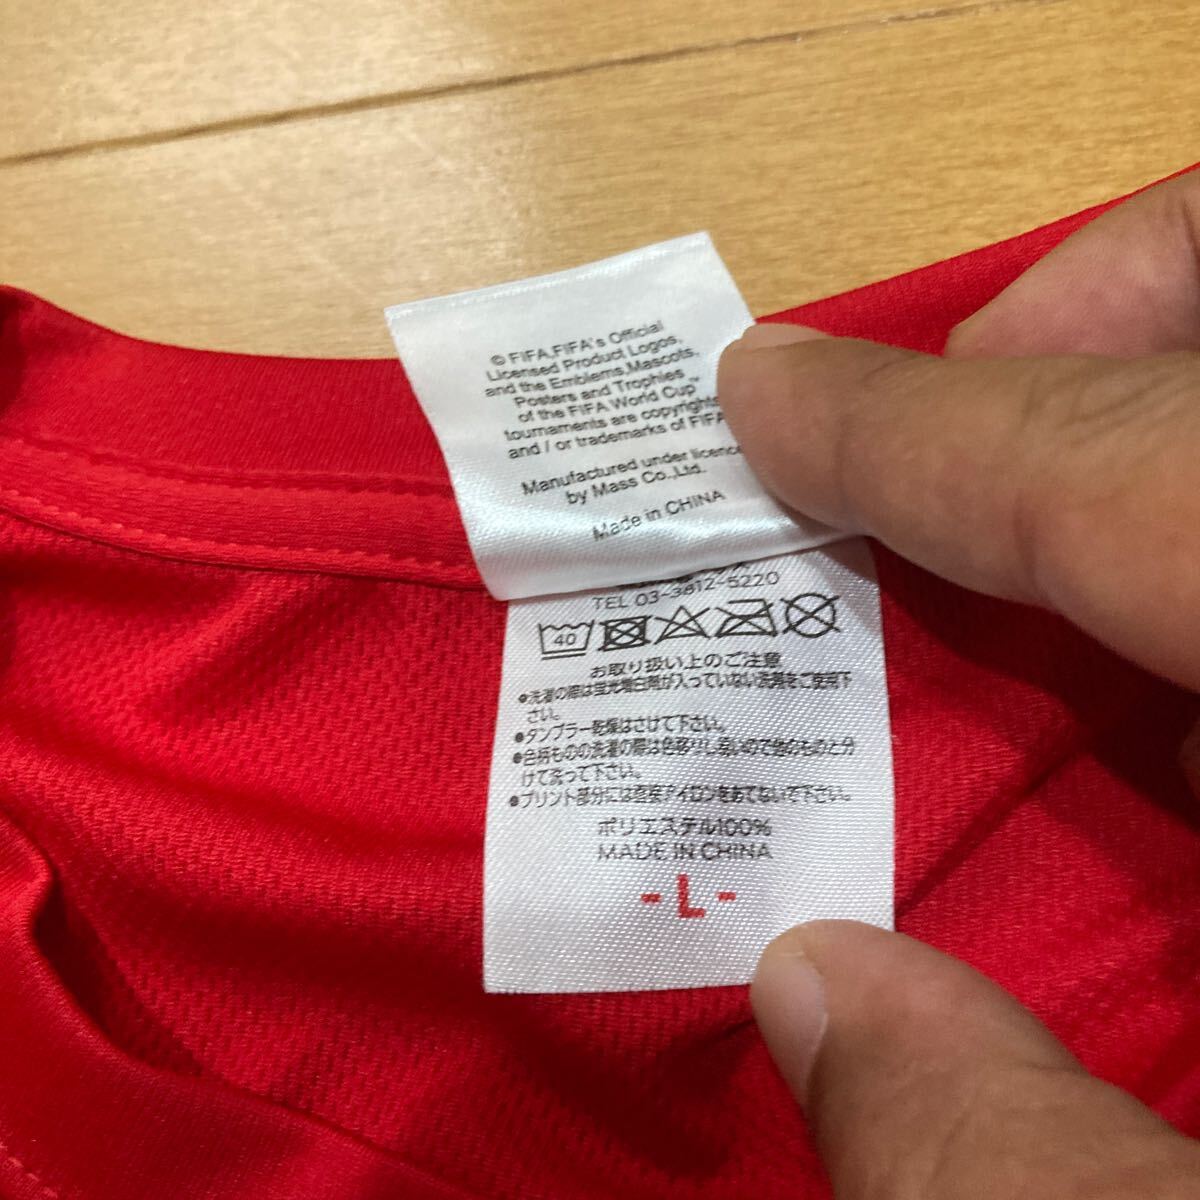 © FIFA,FIFA's Official
Licensed Product Logos,
and the Emblems,Mascots,
Posters and Trophies
of the FIFA World Cup™
tournaments are
and / or trademarks of FIFA
Manufactured under licence
by Mass Co.,Ltd.
Made in CHINA
TEL 03-3812-5220
40
お取り扱い上のご注意
●洗濯の際は蛍光増白剤が入っていない洗剤をご使用下
さい。
●タンブラー乾燥はさけて下さい。
●色柄ものの洗濯の際は色移りし易いので他のものと分
けて洗って下さい。
●プリント部分には直接アイロンをあてないで下さい。
ポリエステル100%
MADE IN CHINA
- L -